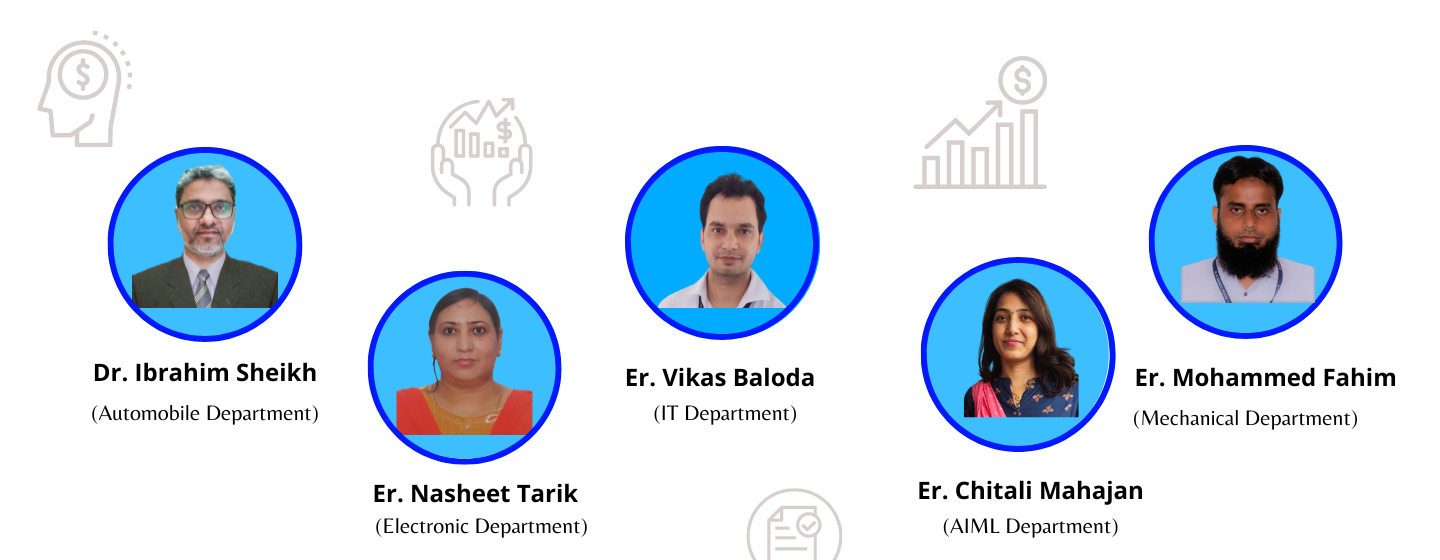 Dr. Ibrahim Sheikh
(Automobile Department)
Er. Nasheet Tarik
(Electronic Department)
Er. Vikas Baloda
(IT Department)
Er. Chitali Mahajan
(AIML Department)
Er. Mohammed Fahim
(Mechanical Department)